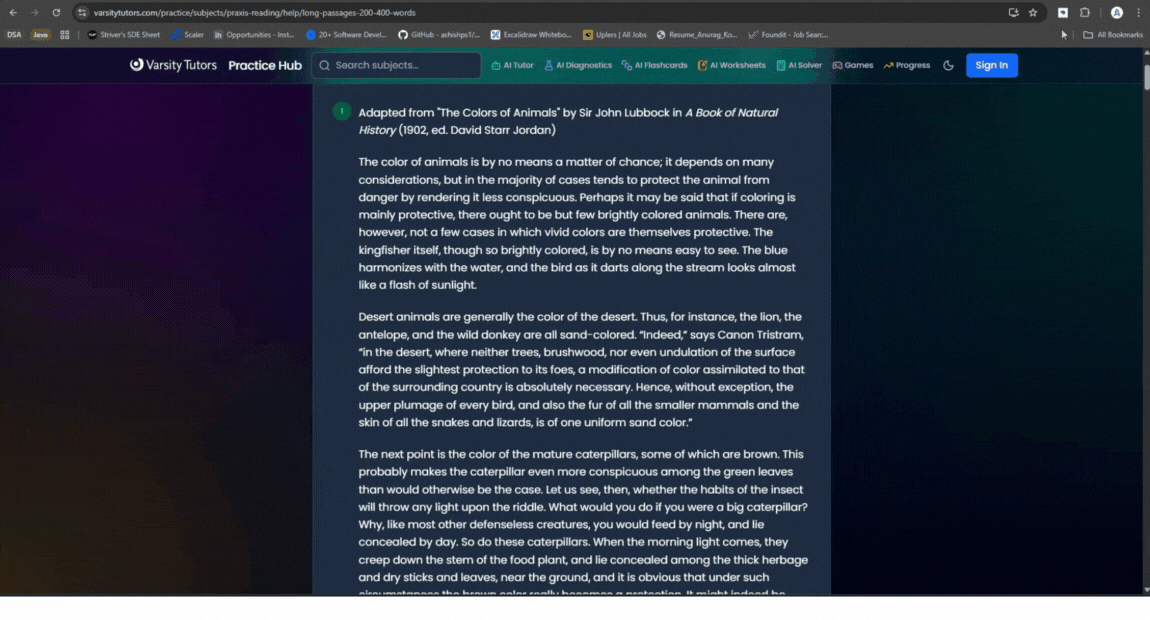 varsitytutors.com/practice/subjects/praxis-reading/help/long-passages-200-400-words
DSA Java Striver's SDE Sheet Scaler Opportunities - Inst... 20+ Software Devel... GitHub - ashishps1/... Excalidraw Whitebo... Uplers | All Jobs Resume_Anurag_Ko... Foundit - Job Searc... All Bookmarks
Varsity Tutors Practice Hub Search subjects... AI Tutor AI Diagnostics AI Flashcards AI Worksheets AI Solver Games Progress Sign In
Adapted from "The Colors of Animals" by Sir John Lubbock in A Book of Natural
History (1902, ed. David Starr Jordan)
The color of animals is by no means a matter of chance; it depends on many
considerations, but in the majority of cases tends to protect the animal from
danger by rendering it less conspicuous. Perhaps it may be said that if coloring is
mainly protective, there ought to be but few brightly colored animals. There are,
however, not a few cases in which vivid colors are themselves protective. The
kingfisher itself, though so brightly colored, is by no means easy to see. The blue
harmonizes with the water, and the bird as it darts along the stream looks almost
like a flash of sunlight.
Desert animals are generally the color of the desert. Thus, for instance, the lion, the
antelope, and the wild donkey are all sand-colored. “Indeed,” says Canon Tristram,
“in the desert, where neither trees, brushwood, nor even undulation of the surface
afford the slightest protection to its foes, a modification of color assimilated to that
of the surrounding country is absolutely necessary. Hence, without exception, the
upper plumage of every bird, and also the fur of all the smaller mammals and the
skin of all the snakes and lizards, is of one uniform sand color.”
The next point is the color of the mature caterpillars, some of which are brown. This
probably makes the caterpillar even more conspicuous among the green leaves
than would otherwise be the case. Let us see, then, whether the habits of the insect
will throw any light upon the riddle. What would you do if you were a big caterpillar?
Why, like most other defenseless creatures, you would feed by night, and lie
concealed by day. So do these caterpillars. When the morning light comes, they
creep down the stem of the food plant, and lie concealed among the thick herbage
and dry sticks and leaves, near the ground, and it is obvious that under such
circumstances the brown color really becomes a protection. It might indeed be